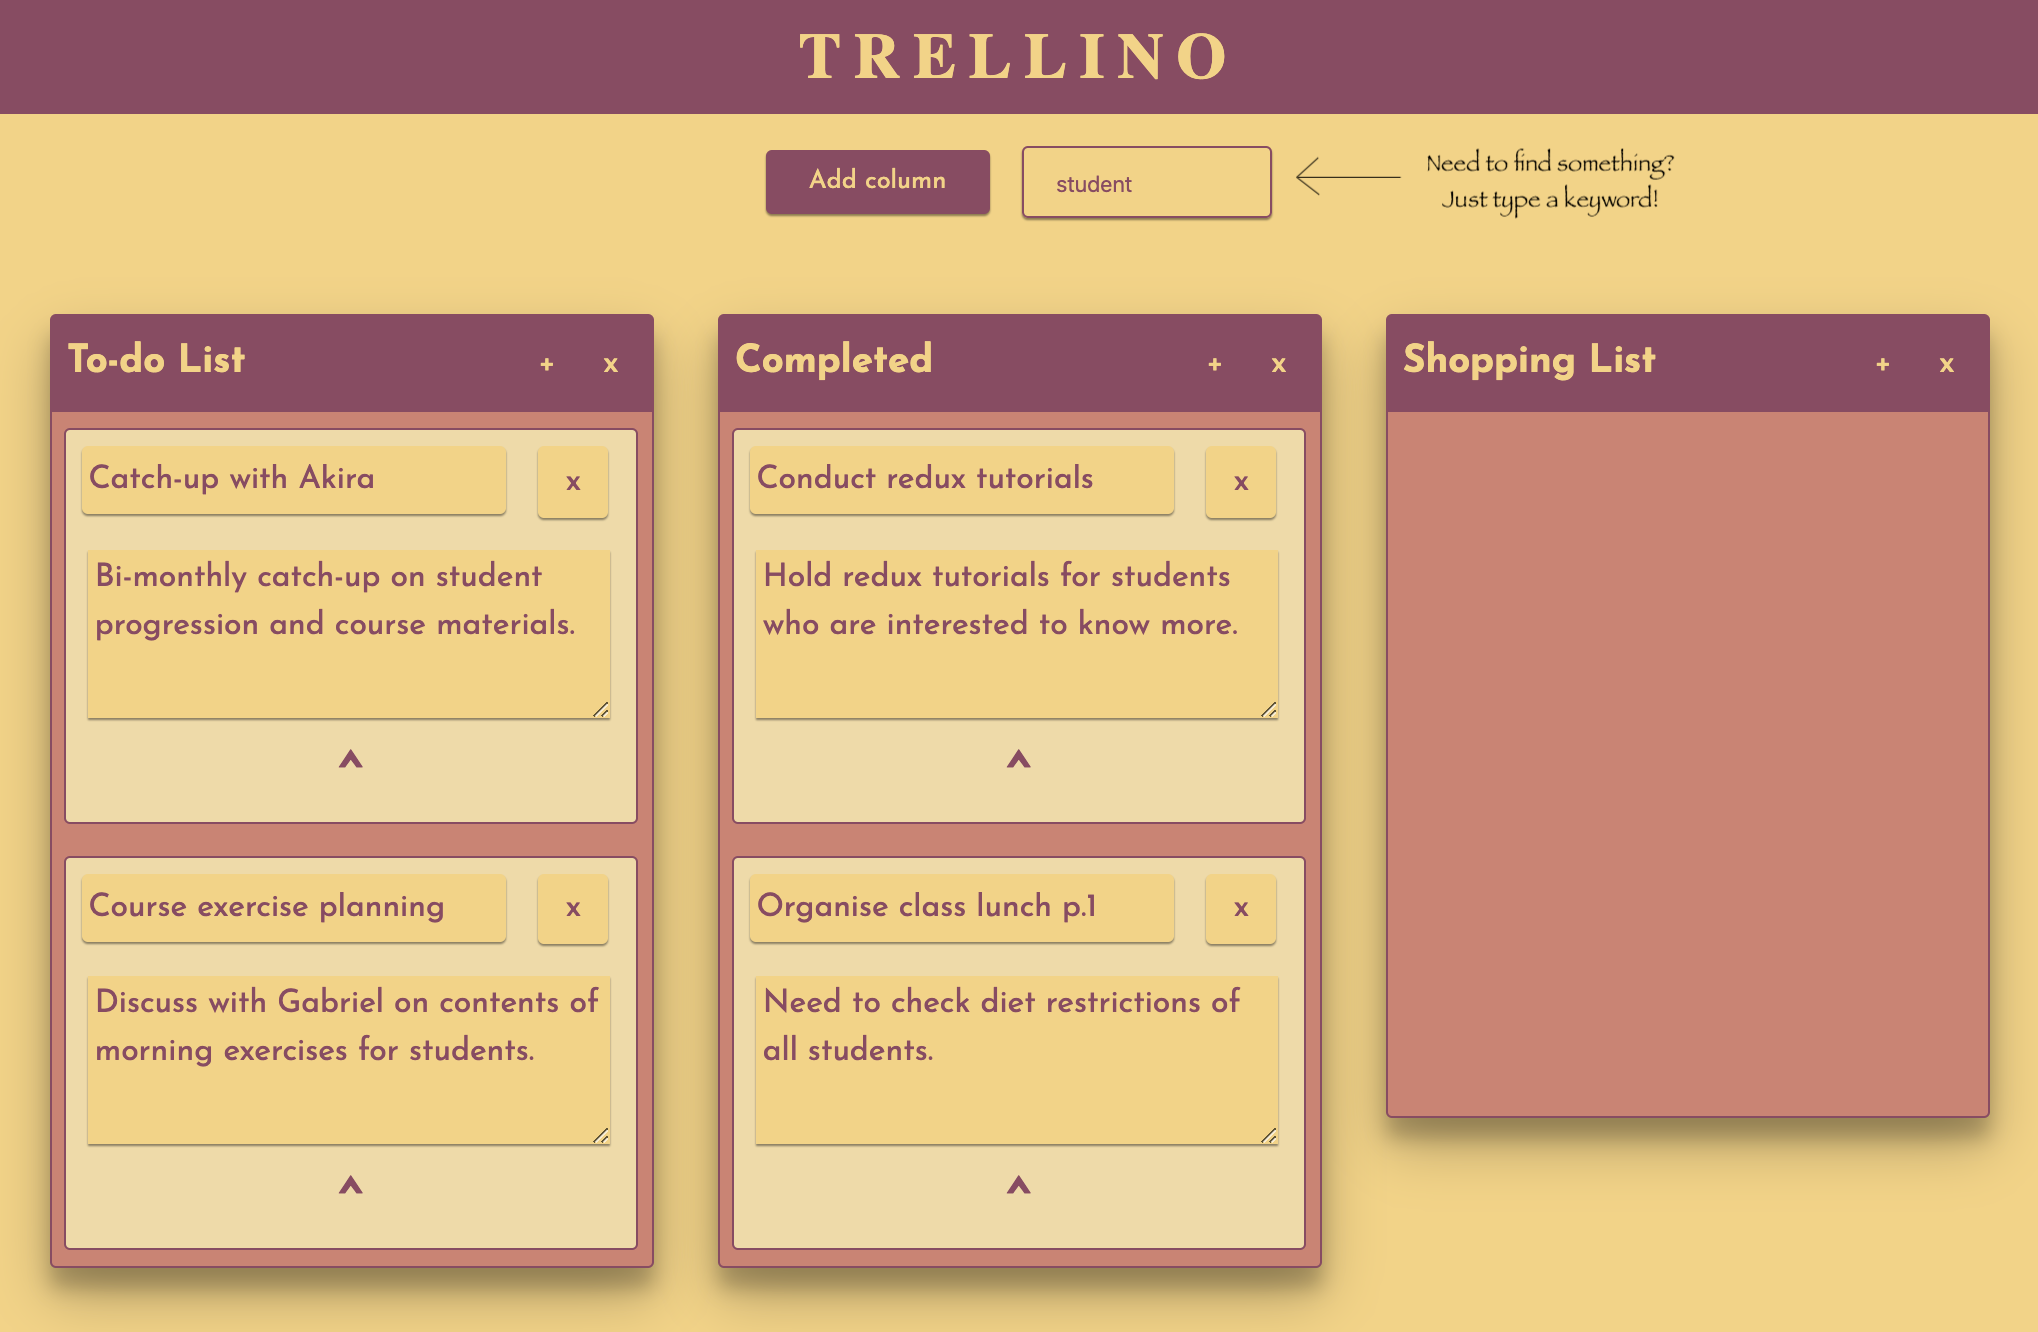 TRELLINO
Add column
student
Need to find something?
Just type a keyword!
To-do List + x
Catch-up with Akira x
Bi-monthly catch-up on student
progression and course materials.
Course exercise planning x
Discuss with Gabriel on contents of
morning exercises for students.
Completed + x
Conduct redux tutorials x
Hold redux tutorials for students
who are interested to know more.
Organise class lunch p.1 x
Need to check diet restrictions of
all students.
Shopping List + x